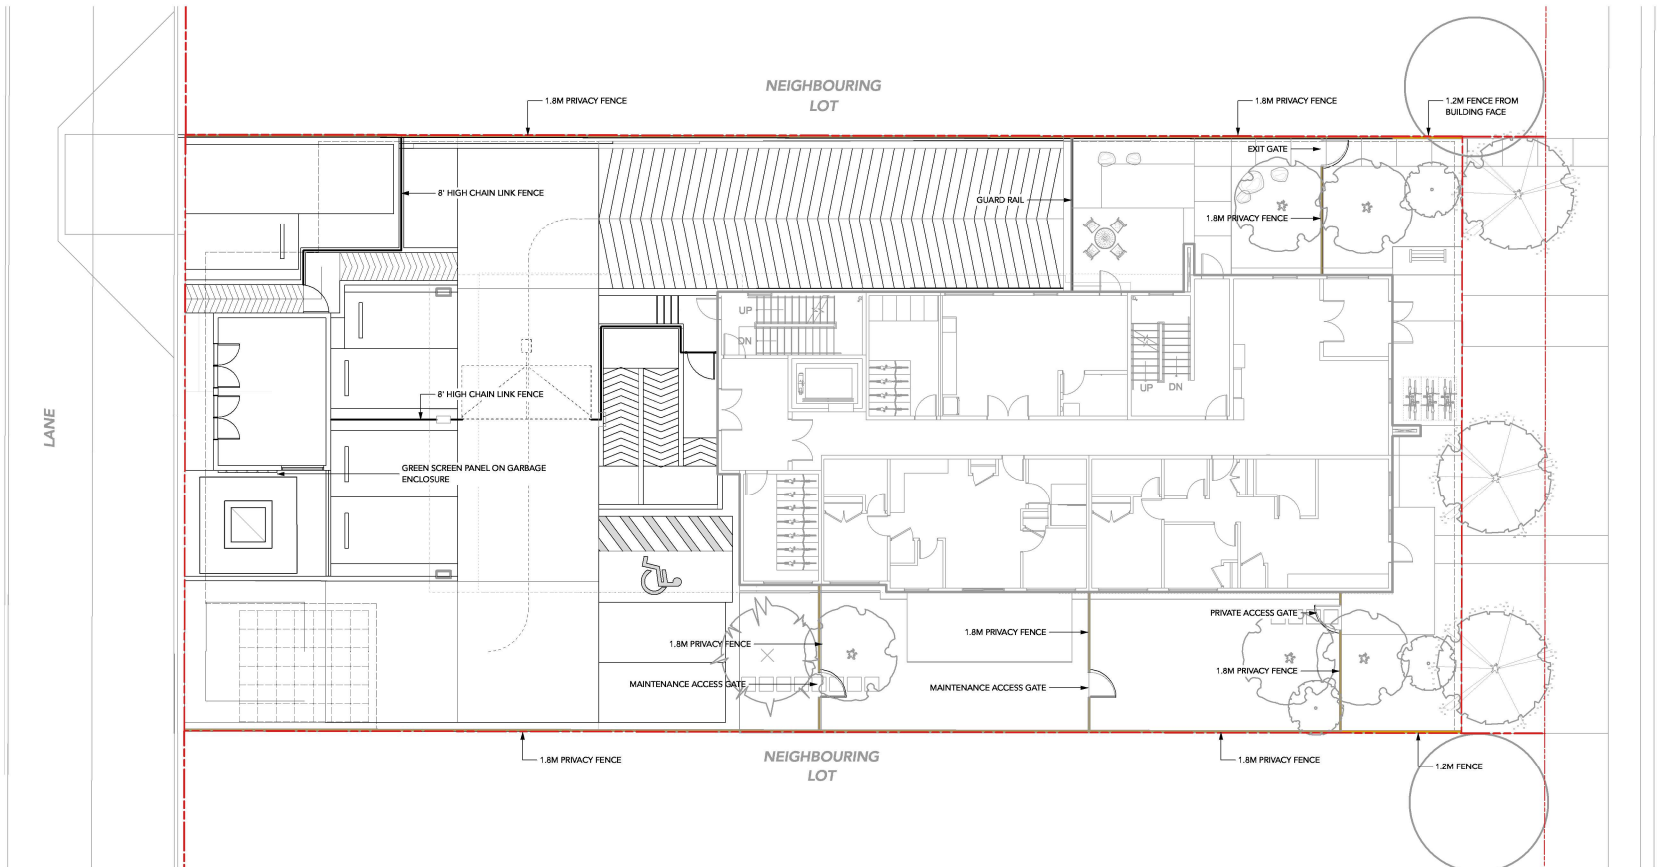 NEIGHBOURING
LOT
1.8M PRIVACY FENCE
1.8M PRIVACY FENCE
1.2M FENCE FROM
BUILDING FACE
EXIT GATE
8' HIGH CHAIN LINK FENCE
GUARD RAIL
1.8M PRIVACY FENCE
UP
DN
UP
DN
8' HIGH CHAIN LINK FENCE
LANE
GREEN SCREEN PANEL ON GARBAGE
ENCLOSURE
PRIVATE ACCESS GATE
1.8M PRIVACY FENCE
1.8M PRIVACY FENCE
1.8M PRIVACY FENCE
MAINTENANCE ACCESS GATE
MAINTENANCE ACCESS GATE
NEIGHBOURING
LOT
1.8M PRIVACY FENCE
1.8M PRIVACY FENCE
1.2M FENCE